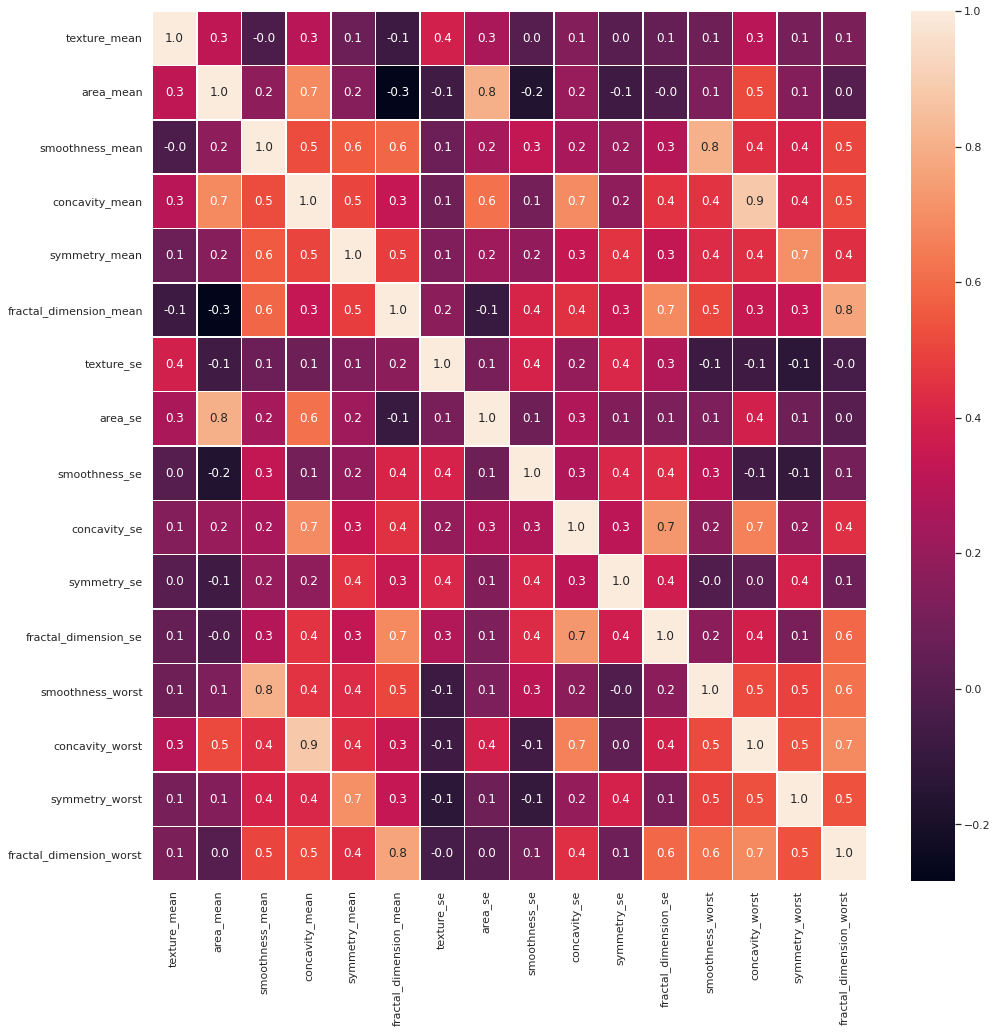 texture_mean 1.0 0.3 -0.0 0.3 0.1 -0.1 0.4 0.3 0.0 0.1 0.0 0.1 0.1 0.3 0.1 0.1
area_mean 0.3 1.0 0.2 0.7 0.2 -0.3 -0.1 0.8 -0.2 0.2 -0.1 -0.0 0.1 0.5 0.1 0.0
smoothness_mean -0.0 0.2 1.0 0.5 0.6 0.6 0.1 0.2 0.3 0.2 0.2 0.3 0.8 0.4 0.4 0.5
concavity_mean 0.3 0.7 0.5 1.0 0.5 0.3 0.1 0.6 0.1 0.7 0.2 0.4 0.4 0.9 0.4 0.5
symmetry_mean 0.1 0.2 0.6 0.5 1.0 0.5 0.1 0.2 0.2 0.3 0.4 0.3 0.4 0.4 0.7 0.4
fractal_dimension_mean -0.1 -0.3 0.6 0.3 0.5 1.0 0.2 -0.1 0.4 0.4 0.3 0.7 0.5 0.3 0.3 0.8
texture_se 0.4 -0.1 0.1 0.1 0.1 0.2 1.0 0.1 0.4 0.2 0.4 0.3 -0.1 -0.1 -0.1 -0.0
area_se 0.3 0.8 0.2 0.6 0.2 -0.1 0.1 1.0 0.1 0.3 0.1 0.1 0.1 0.4 0.1 0.0
smoothness_se 0.0 -0.2 0.3 0.1 0.2 0.4 0.4 0.1 1.0 0.3 0.4 0.4 0.3 -0.1 -0.1 0.1
concavity_se 0.1 0.2 0.2 0.7 0.3 0.4 0.2 0.3 0.3 1.0 0.3 0.7 0.2 0.7 0.2 0.4
symmetry_se 0.0 -0.1 0.2 0.2 0.4 0.3 0.4 0.1 0.4 0.3 1.0 0.4 -0.0 0.0 0.4 0.1
fractal_dimension_se 0.1 -0.0 0.3 0.4 0.3 0.7 0.3 0.1 0.4 0.7 0.4 1.0 0.2 0.4 0.1 0.6
smoothness_worst 0.1 0.1 0.8 0.4 0.4 0.5 -0.1 0.1 0.3 0.2 -0.0 0.2 1.0 0.5 0.5 0.6
concavity_worst 0.3 0.5 0.4 0.9 0.4 0.3 -0.1 0.4 -0.1 0.7 0.0 0.4 0.5 1.0 0.5 0.7
symmetry_worst 0.1 0.1 0.4 0.4 0.7 0.3 -0.1 0.1 -0.1 0.2 0.4 0.1 0.5 0.5 1.0 0.5
fractal_dimension_worst 0.1 0.0 0.5 0.5 0.4 0.8 -0.0 0.0 0.1 0.4 0.1 0.6 0.6 0.7 0.5 1.0
texture_mean
area_mean
smoothness_mean
concavity_mean
symmetry_mean
fractal_dimension_mean
texture_se
area_se
smoothness_se
concavity_se
symmetry_se
fractal_dimension_se
smoothness_worst
concavity_worst
symmetry_worst
fractal_dimension_worst
1.0
0.8
0.6
0.4
0.2
0.0
−0.2